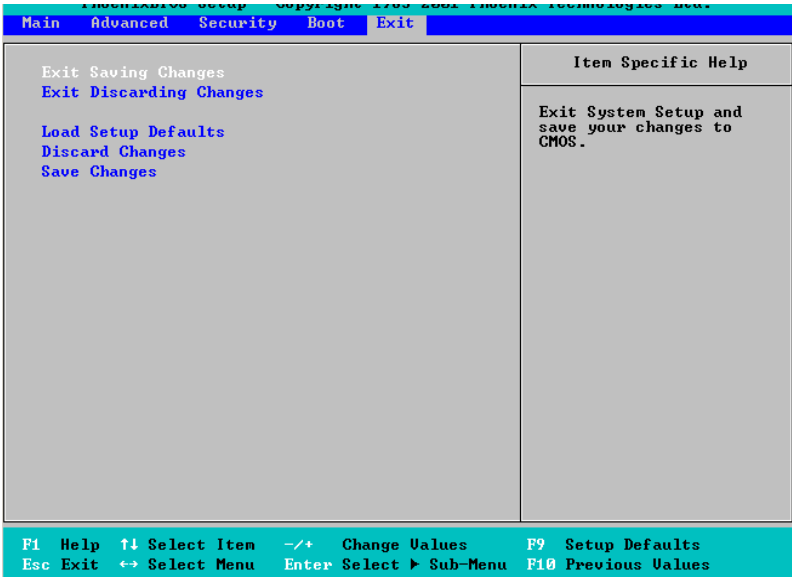 Main Advanced Security Boot Exit
Item Specific Help
Exit Saving Changes
Exit Discarding Changes
Load Setup Defaults
Discard Changes
Save Changes
Exit System Setup and
save your changes to
CMOS.
F1 Help ↑↓ Select Item -/+ Change Values F9 Setup Defaults
Esc Exit ↔ Select Menu Enter Select ▶ Sub-Menu F10 Previous Values